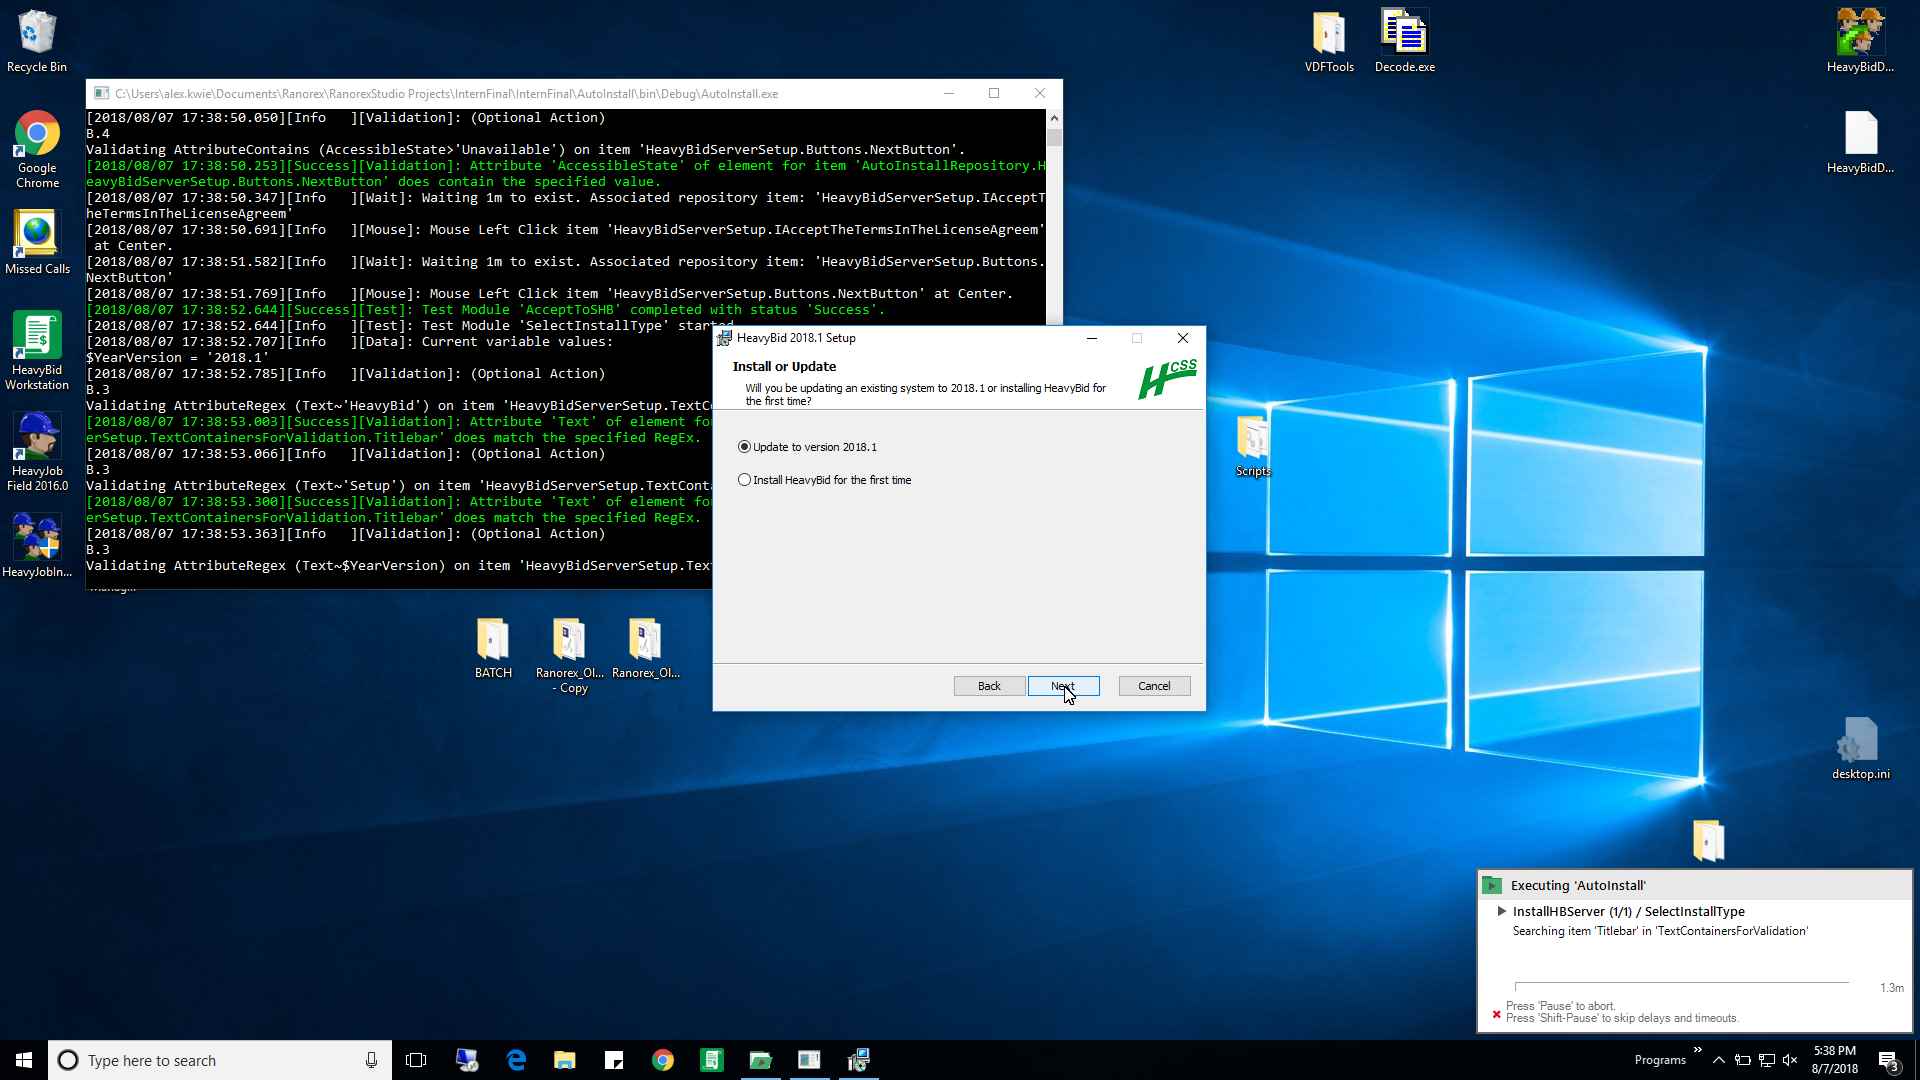 Recycle Bin
Google
Chrome
Missed Calls
HeavyBid
Workstation
HeavyJob
Field 2016.0
HeavyJobIn...
VDFTools
Decode.exe
HeavyBidD...
HeavyBidD...
C:\Users\alex.kwie\Documents\Ranorex\RanorexStudio Projects\InternFinal\InternFinal\AutoInstall\bin\Debug\AutoInstall.exe
[2018/08/07 17:38:50.050][Info   ][Validation]: (Optional Action)
B.4
Validating AttributeContains (AccessibleState>'Unavailable') on item 'HeavyBidServerSetup.Buttons.NextButton'.
[2018/08/07 17:38:50.253][Success][Validation]: Attribute 'AccessibleState' of element for item 'AutoInstallRepository.H
eavyBidServerSetup.Buttons.NextButton' does contain the specified value.
[2018/08/07 17:38:50.347][Info   ][Wait]: Waiting 1m to exist. Associated repository item: 'HeavyBidServerSetup.IAcceptT
heTermsInTheLicenseAgreem'
[2018/08/07 17:38:50.691][Info   ][Mouse]: Mouse Left Click item 'HeavyBidServerSetup.IAcceptTheTermsInTheLicenseAgreem'
at Center.
[2018/08/07 17:38:51.582][Info   ][Wait]: Waiting 1m to exist. Associated repository item: 'HeavyBidServerSetup.Buttons.
NextButton'
[2018/08/07 17:38:51.769][Info   ][Mouse]: Mouse Left Click item 'HeavyBidServerSetup.Buttons.NextButton' at Center.
[2018/08/07 17:38:52.644][Success][Test]: Test Module 'AcceptToSHB' completed with status 'Success'.
[2018/08/07 17:38:52.644][Info   ][Test]: Test Module 'SelectInstallType' started
[2018/08/07 17:38:52.707][Info   ][Data]: Current variable values:
$YearVersion = '2018.1'
[2018/08/07 17:38:52.785][Info   ][Validation]: (Optional Action)
B.3
Validating AttributeRegex (Text~'HeavyBid') on item 'HeavyBidServerSetup.TextCo
[2018/08/07 17:38:53.003][Success][Validation]: Attribute 'Text' of element fo
erSetup.TextContainersForValidation.Titlebar' does match the specified RegEx.
[2018/08/07 17:38:53.066][Info   ][Validation]: (Optional Action)
B.3
Validating AttributeRegex (Text~'Setup') on item 'HeavyBidServerSetup.TextConta
[2018/08/07 17:38:53.300][Success][Validation]: Attribute 'Text' of element fo
erSetup.TextContainersForValidation.Titlebar' does match the specified RegEx.
[2018/08/07 17:38:53.363][Info   ][Validation]: (Optional Action)
B.3
Validating AttributeRegex (Text~$YearVersion) on item 'HeavyBidServerSetup.Tex
HeavyBid 2018.1 Setup
Install or Update
Will you be updating an existing system to 2018.1 or installing HeavyBid for
the first time?
HCSS
Update to version 2018.1
Install HeavyBid for the first time
Back
Next
Cancel
BATCH
Ranorex_Ol...
- Copy
Ranorex_Ol...
Scripts
desktop.ini
Executing 'AutoInstall'
InstallHBServer (1/1) / SelectInstallType
Searching item 'Titlebar' in 'TextContainersForValidation'
1.3m
Press 'Pause' to abort.
Press 'Shift-Pause' to skip delays and timeouts.
Type here to search
Programs
5:38 PM
8/7/2018
3